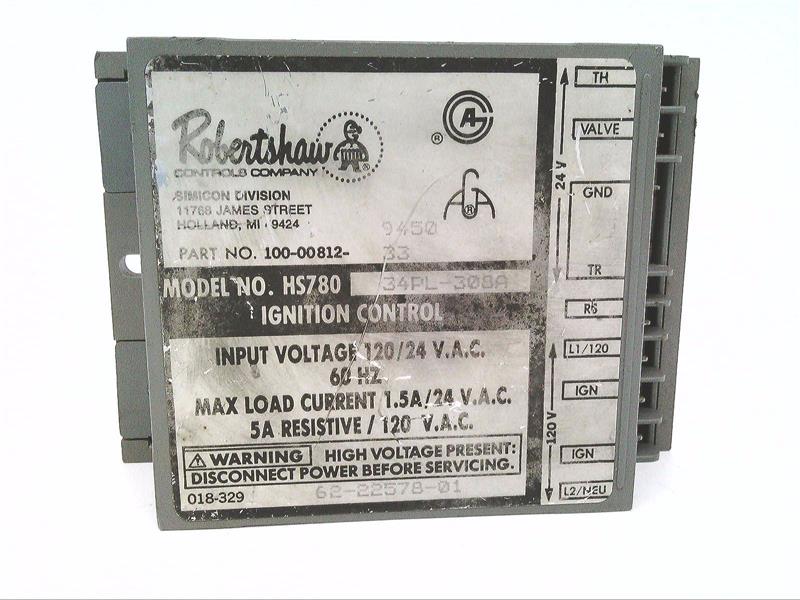 Robertshaw
CONTROLS COMPANY
SIMICON DIVISION
11768 JAMES STREET
HOLLAND, MI 9424
9450
PART NO. 100-00812- 33
MODEL NO. HS780 34PL-308A
IGNITION CONTROL
INPUT VOLTAGE 120/24 V.A.C.
60 HZ
MAX LOAD CURRENT 1.5A/24 V.A.C.
5A RESISTIVE / 120 V.A.C.
WARNING HIGH VOLTAGE PRESENT:
DISCONNECT POWER BEFORE SERVICING.
018-329 62-22578-01
TH
VALVE
24 V
GND
TR
RS
L1/120
IGN
120 V
IGN
L2/NEU